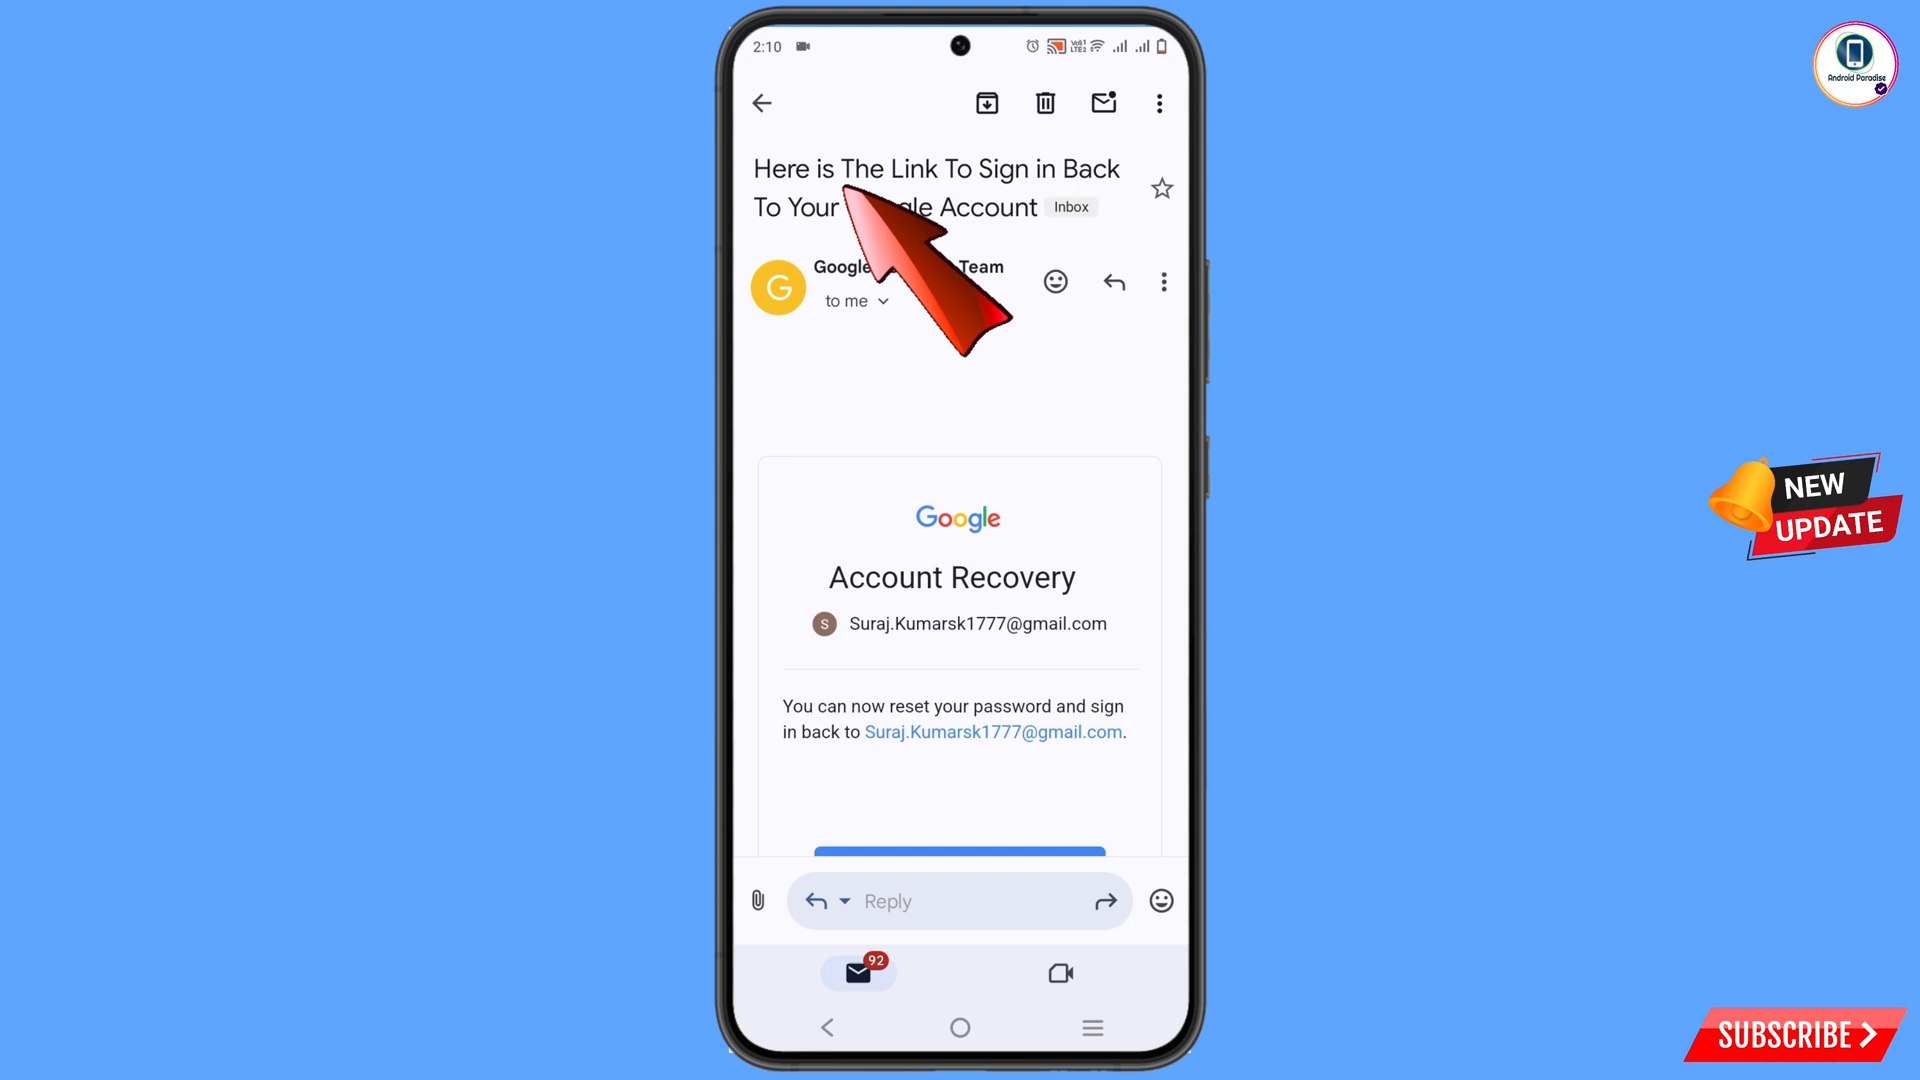 2:10
Android Paradise
Here is The Link To Sign in Back
To Your gle Account Inbox
Google Team
G
to me
Google
Account Recovery
S Suraj.Kumarsk1777@gmail.com
You can now reset your password and sign
in back to Suraj.Kumarsk1777@gmail.com.
NEW
UPDATE
Reply
92
SUBSCRIBE